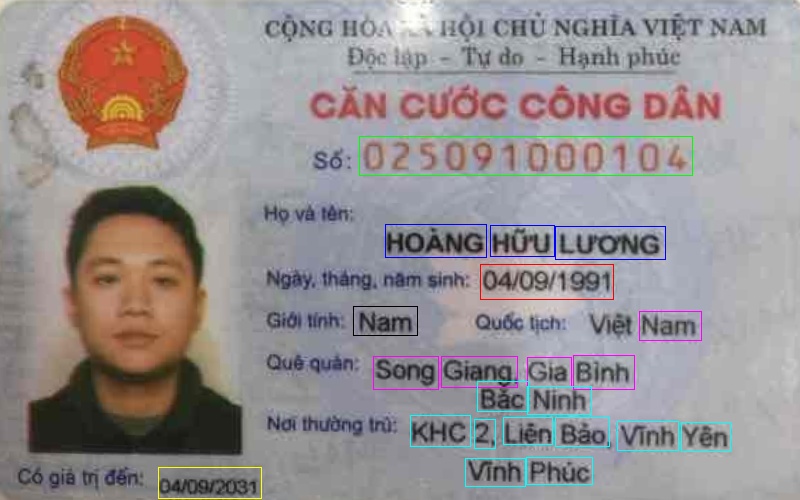 CỘNG HÒA XÃ HỘI CHỦ NGHĨA VIỆT NAM
Độc lập - Tự do - Hạnh phúc
CĂN CƯỚC CÔNG DÂN
Số: 025091000104
Họ và tên:
HOÀNG HỮU LƯƠNG
Ngày, tháng, năm sinh: 04/09/1991
Giới tính: Nam Quốc tịch: Việt Nam
Quê quán: Song Giang, Gia Bình
Bắc Ninh
Nơi thường trú: KHC 2, Liên Bảo, Vĩnh Yên
Vĩnh Phúc
Có giá trị đến: 04/09/2031